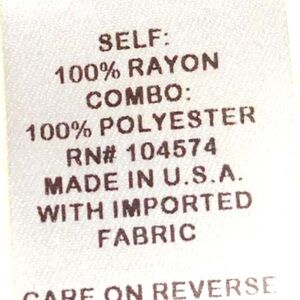 SELF:
100% RAYON
COMBO:
100% POLYESTER
RN# 104574
MADE IN U.S.A.
WITH IMPORTED
FABRIC
CARE ON REVERSE